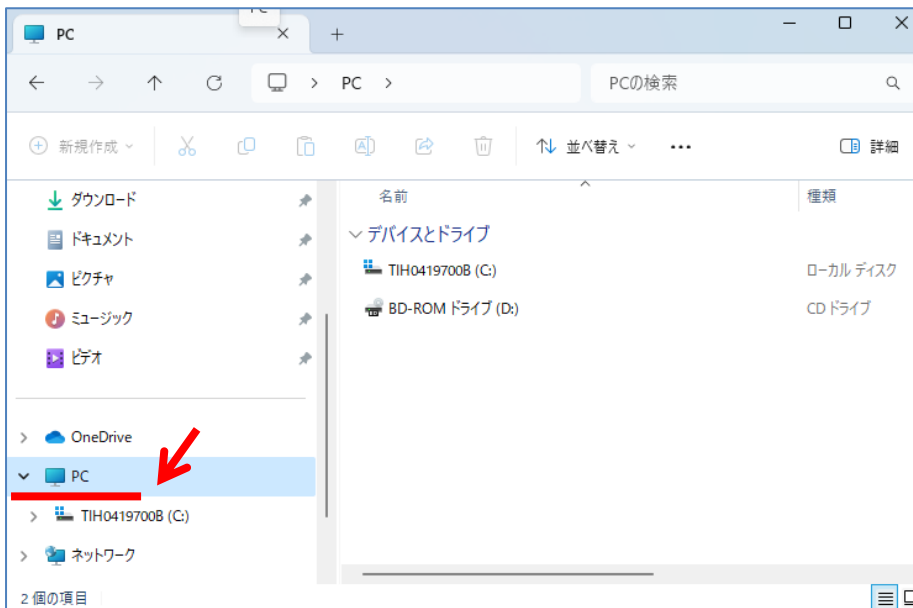 PC
PC
PC
PCの検索
新規作成
並べ替え
詳細
ダウンロード
ドキュメント
ピクチャ
ミュージック
ビデオ
OneDrive
PC
TIH0419700B (C:)
ネットワーク
名前
種類
デバイスとドライブ
TIH0419700B (C:)
ローカル ディスク
BD-ROM ドライブ (D:)
CD ドライブ
2 個の項目